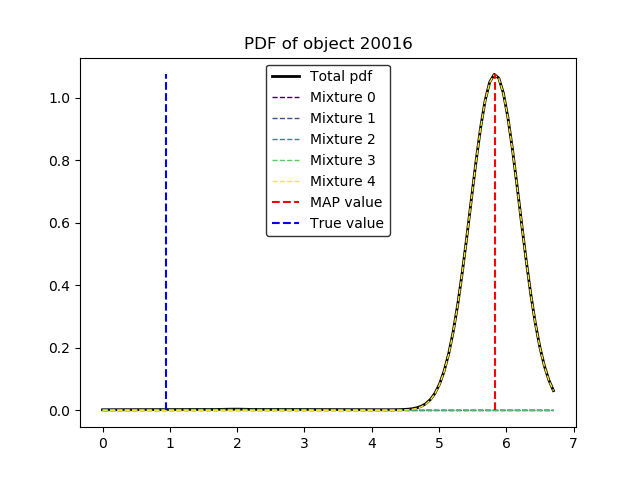 PDF of object 20016
Total pdf
Mixture 0
Mixture 1
Mixture 2
Mixture 3
Mixture 4
MAP value
True value
1.0
0.8
0.6
0.4
0.2
0.0
0 1 2 3 4 5 6 7